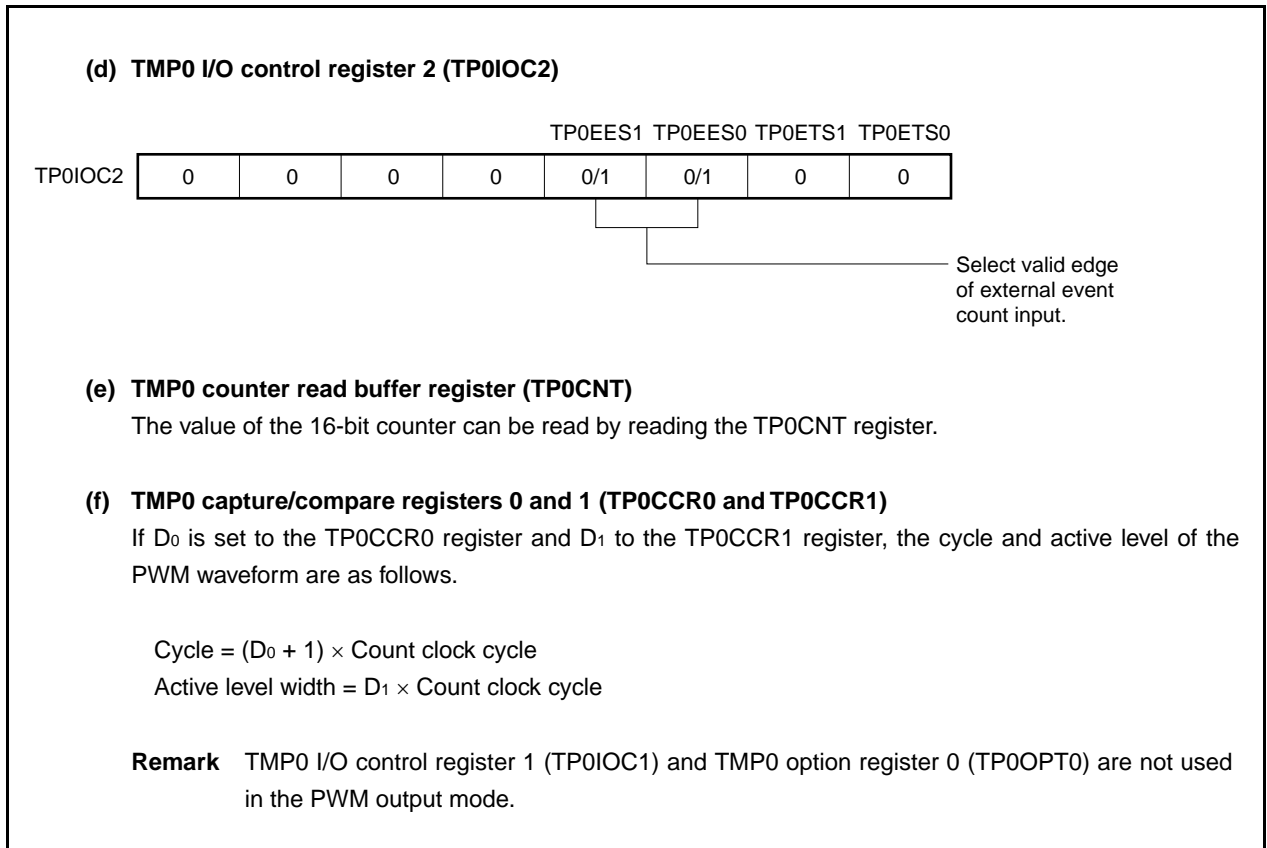 (d) TMP0 I/O control register 2 (TP0IOC2)
TP0EES1 TP0EES0 TP0ETS1 TP0ETS0
TP0IOC2 0 0 0 0 0/1 0/1 0 0
Select valid edge
of external event
count input.
(e) TMP0 counter read buffer register (TP0CNT)
The value of the 16-bit counter can be read by reading the TP0CNT register.
(f) TMP0 capture/compare registers 0 and 1 (TP0CCR0 and TP0CCR1)
If D0 is set to the TP0CCR0 register and D1 to the TP0CCR1 register, the cycle and active level of the
PWM waveform are as follows.
Cycle = (D0 + 1) × Count clock cycle
Active level width = D1 × Count clock cycle
Remark TMP0 I/O control register 1 (TP0IOC1) and TMP0 option register 0 (TP0OPT0) are not used
in the PWM output mode.